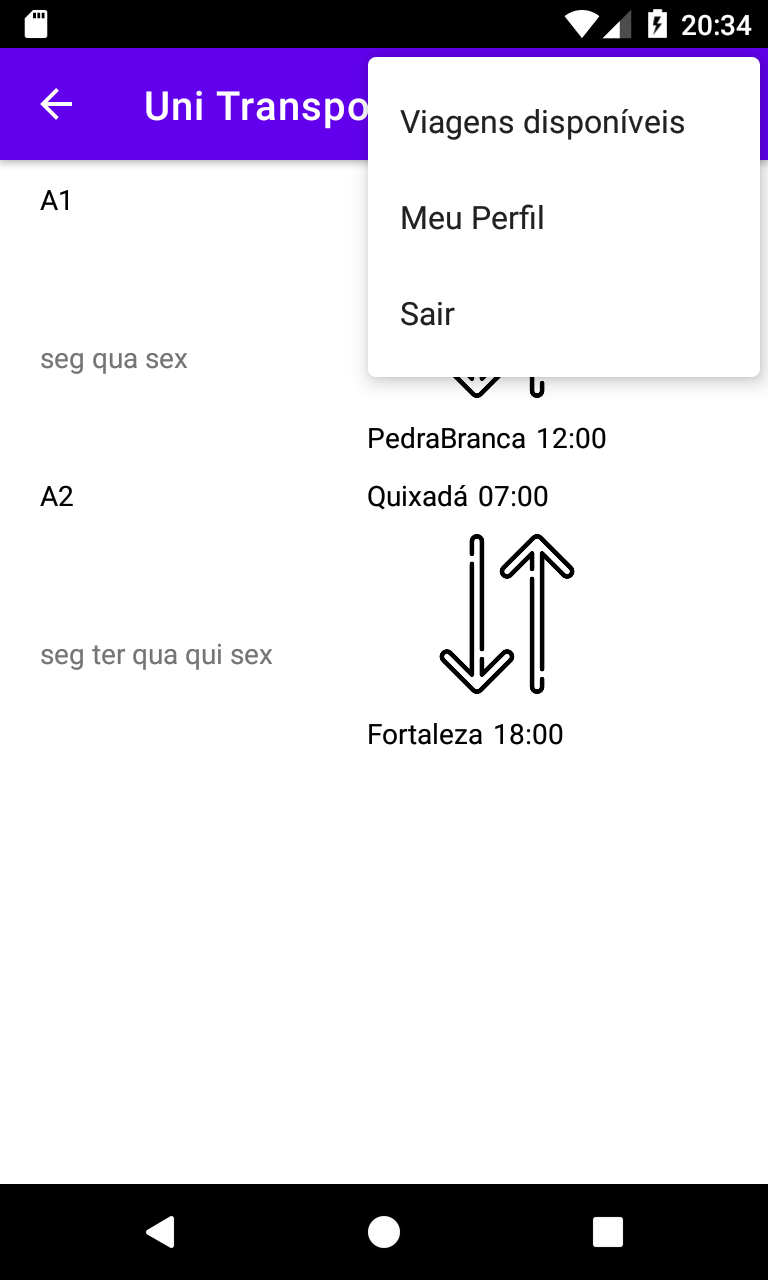 20:34
Uni Transpo
Viagens disponíveis
Meu Perfil
Sair
A1
seg qua sex
PedraBranca 12:00
A2
Quixadá 07:00
seg ter qua qui sex
Fortaleza 18:00